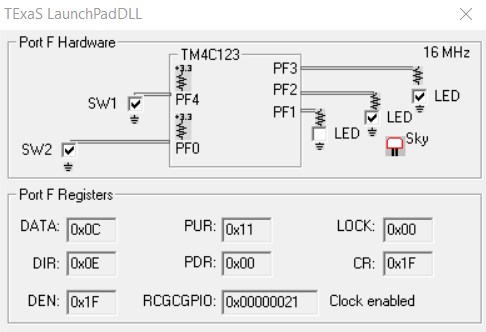 TExaS LaunchPadDLL
Port F Hardware
TM4C123
16 MHz
+3.3
PF3
SW1
PF4
PF2
LED
+3.3
PF1
LED
LED
SW2
PF0
Sky
Port F Registers
DATA: 0x0C PUR: 0x11 LOCK: 0x00
DIR: 0x0E PDR: 0x00 CR: 0x1F
DEN: 0x1F RCGCGPIO: 0x00000021 Clock enabled